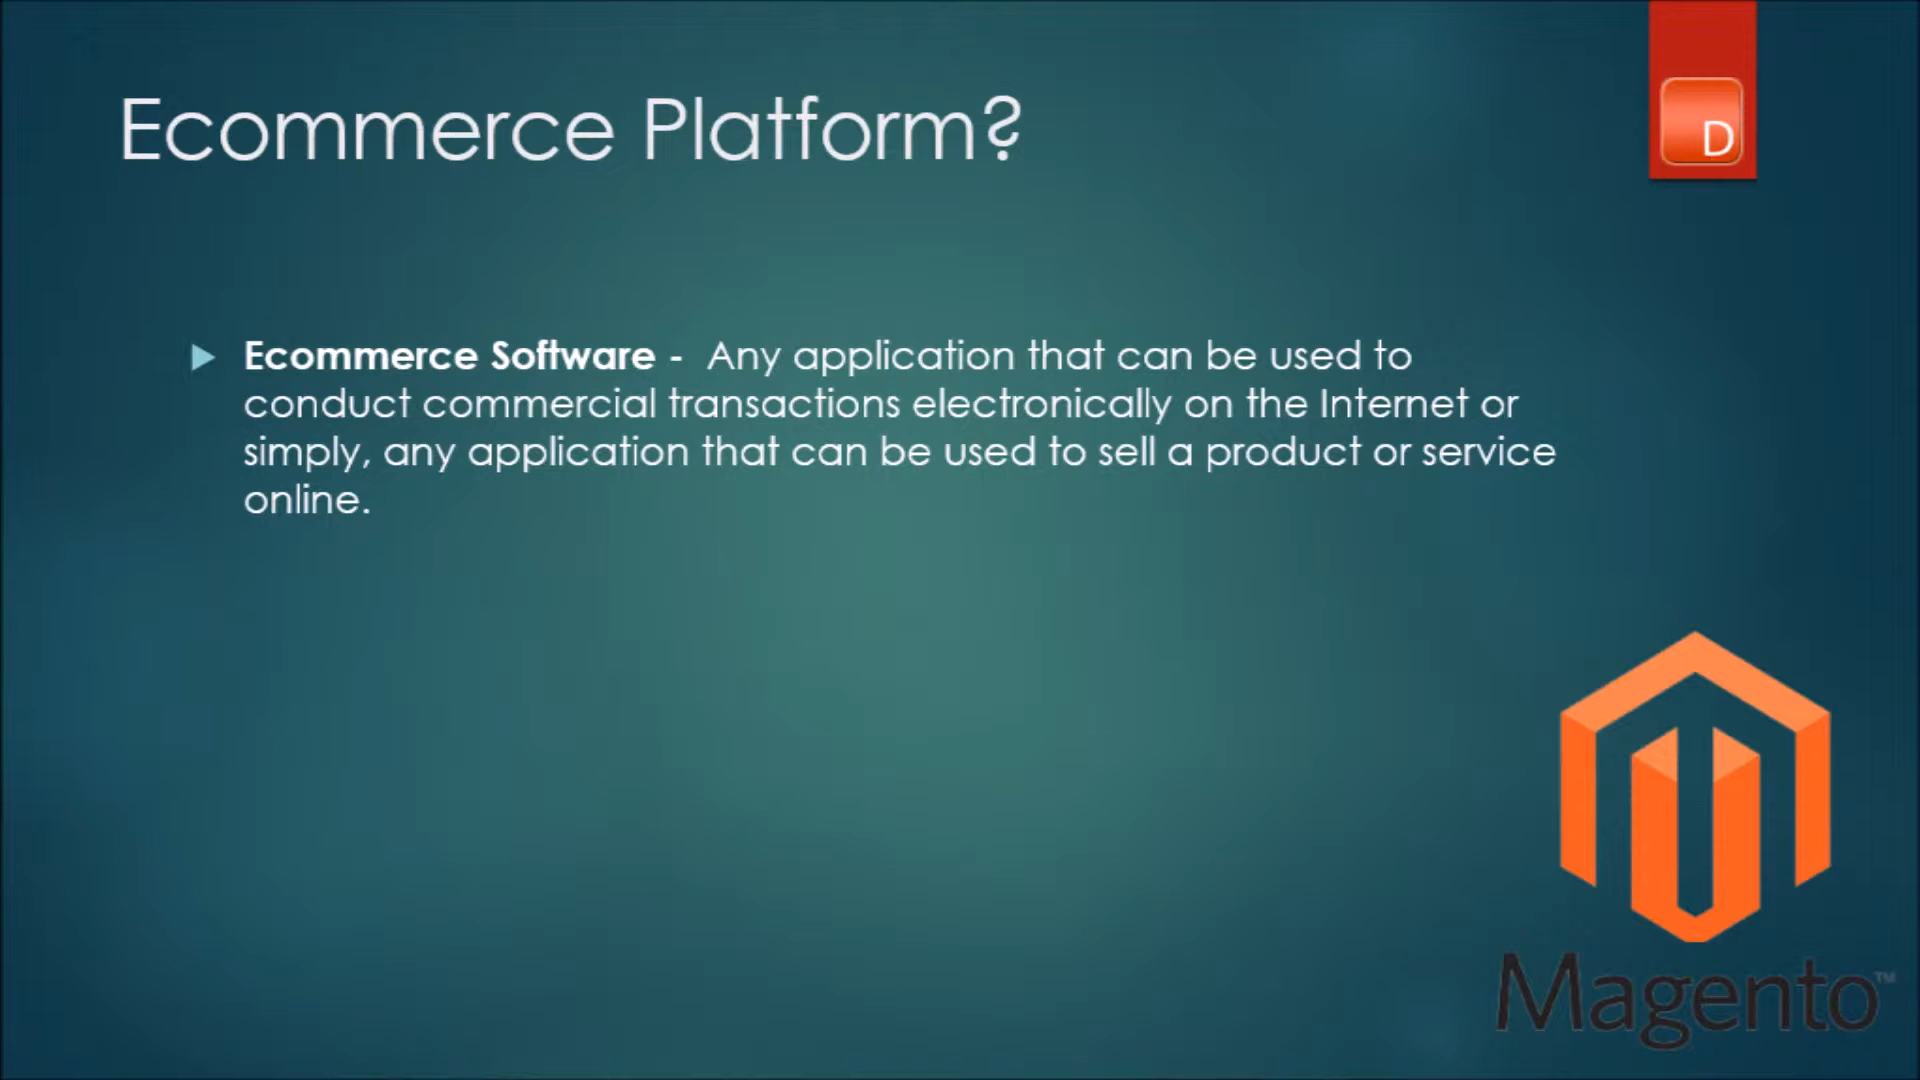 Ecommerce Platform?
D
Ecommerce Software - Any application that can be used to
conduct commercial transactions electronically on the Internet or
simply, any application that can be used to sell a product or service
online.
Magento™